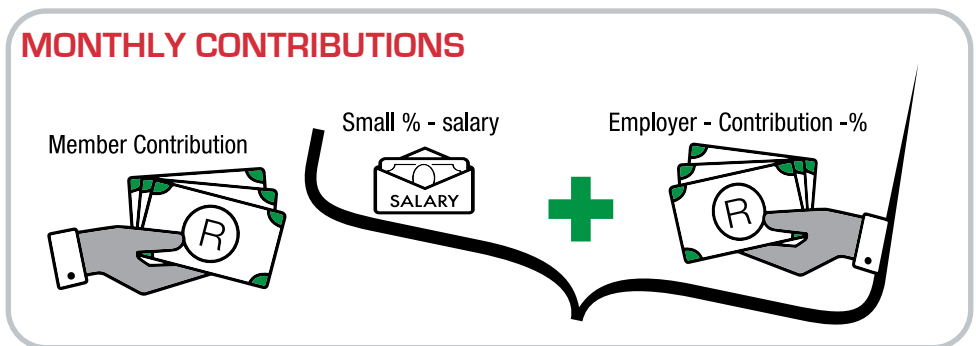 MONTHLY CONTRIBUTIONS
Member Contribution
Small % - salary
SALARY
Employer - Contribution -%
R
R